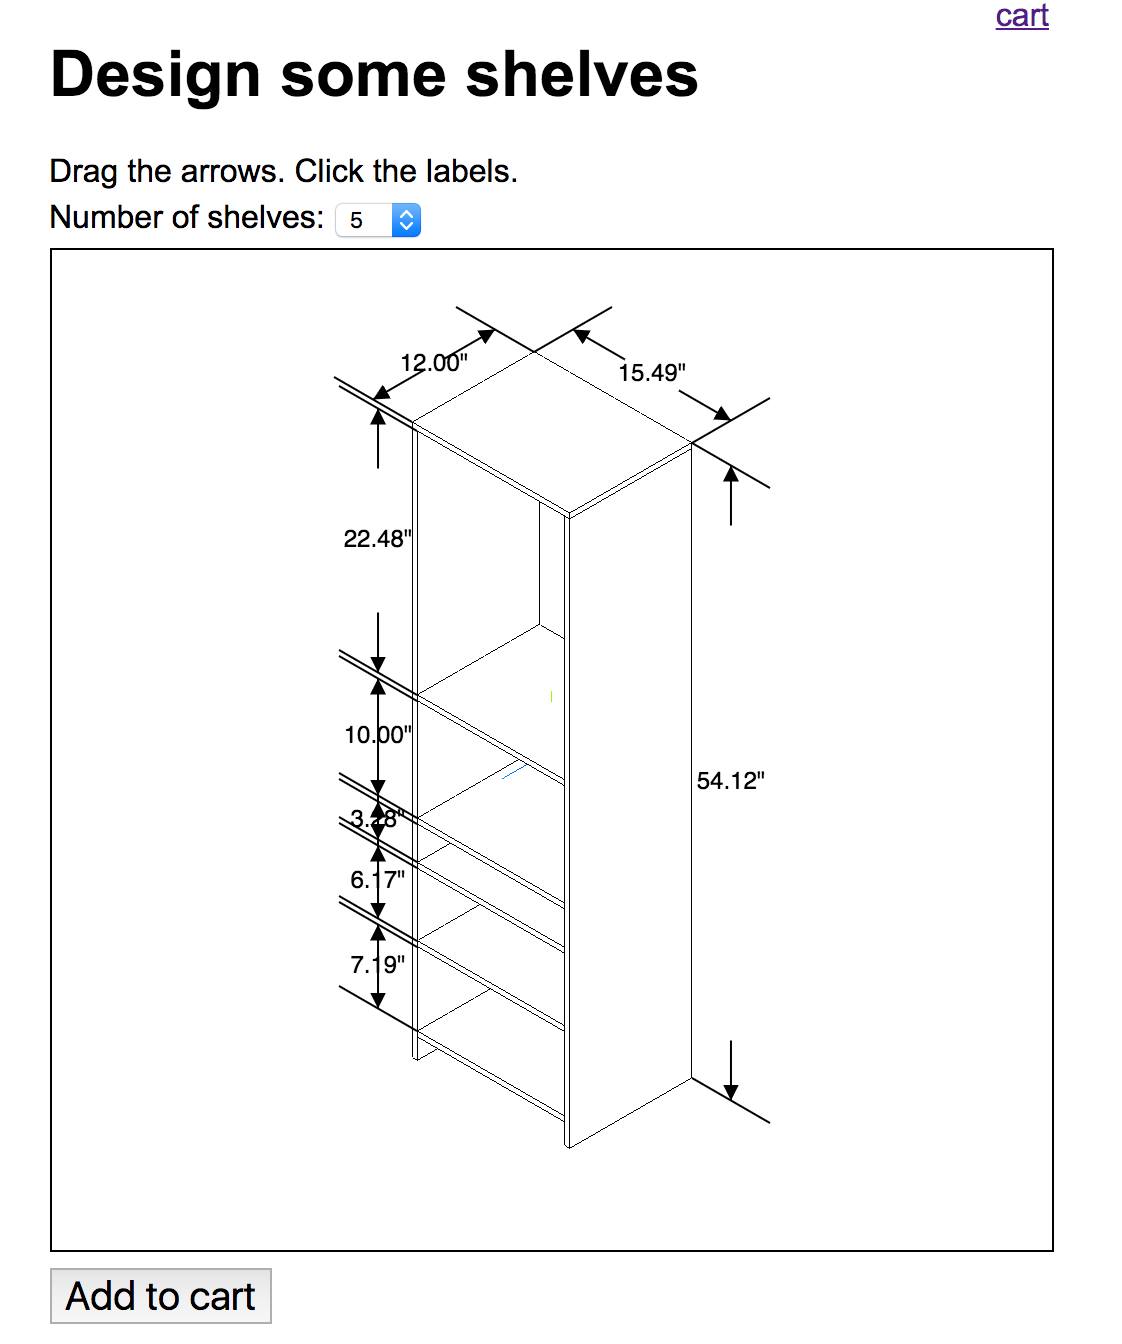 cart
Design some shelves
Drag the arrows. Click the labels.
Number of shelves: 5
12.00"
15.49"
22.48"
10.00"
54.12"
3.28"
6.17"
7.19"
Add to cart